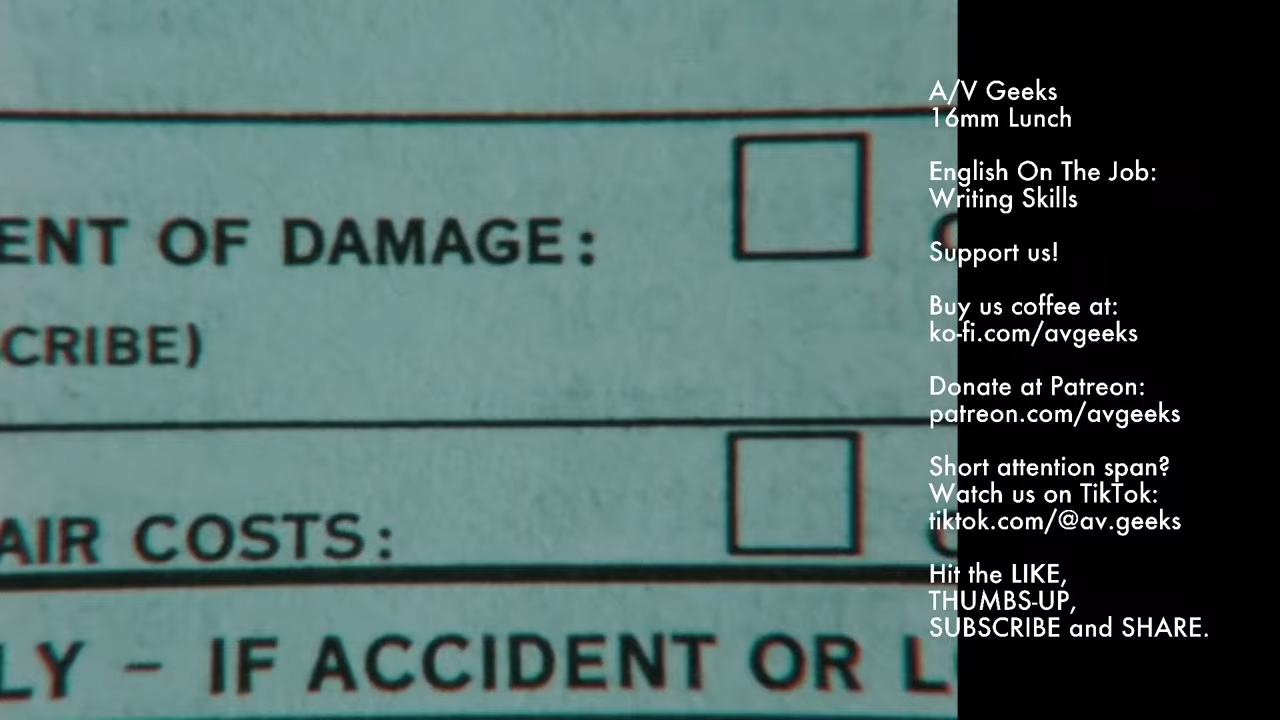 ENT OF DAMAGE:
CRIBE)
AIR COSTS:
LY – IF ACCIDENT OR L
A/V Geeks
16mm Lunch
English On The Job:
Writing Skills
Support us!
Buy us coffee at:
ko-fi.com/avgeeks
Donate at Patreon:
patreon.com/avgeeks
Short attention span?
Watch us on TikTok:
tiktok.com/@av.geeks
Hit the LIKE,
THUMBS-UP,
SUBSCRIBE and SHARE.